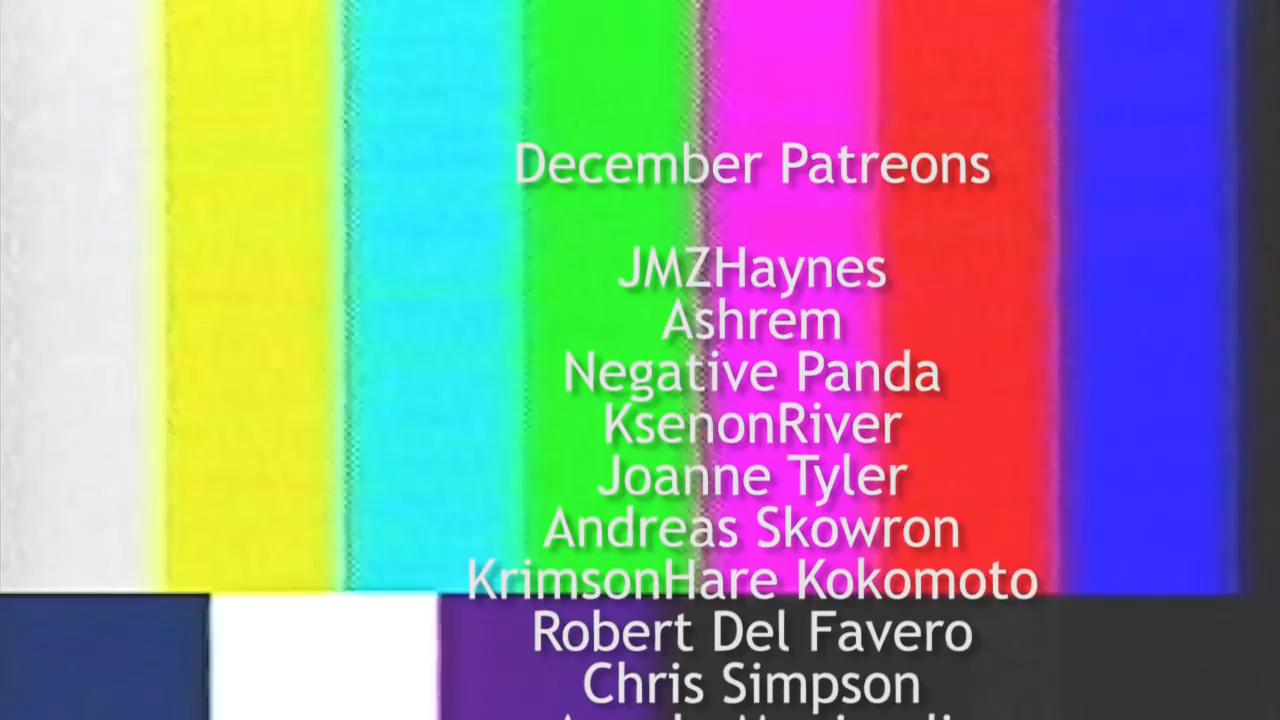 December Patreons
JMZHaynes
Ashrem
Negative Panda
KsenonRiver
Joanne Tyler
Andreas Skowron
KrimsonHare Kokomoto
Robert Del Favero
Chris Simpson